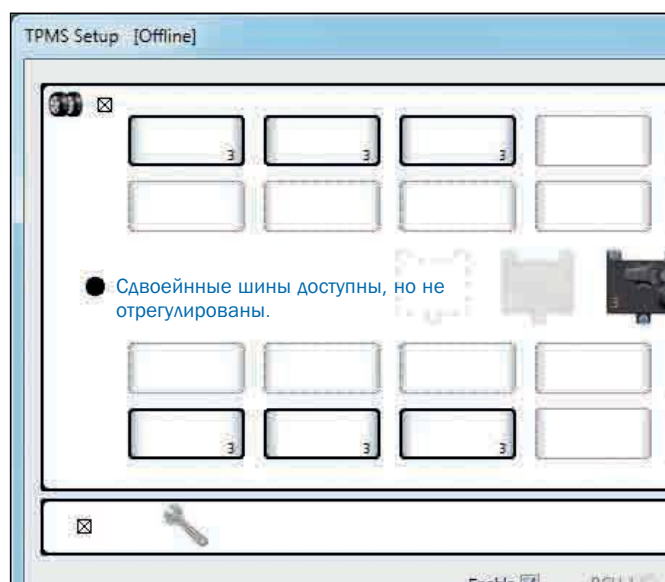 TPMS Setup [Offline]
3 3 3
Сдвоейнные шины доступны, но не
отрегулированы.
3
3 3 3
Enable